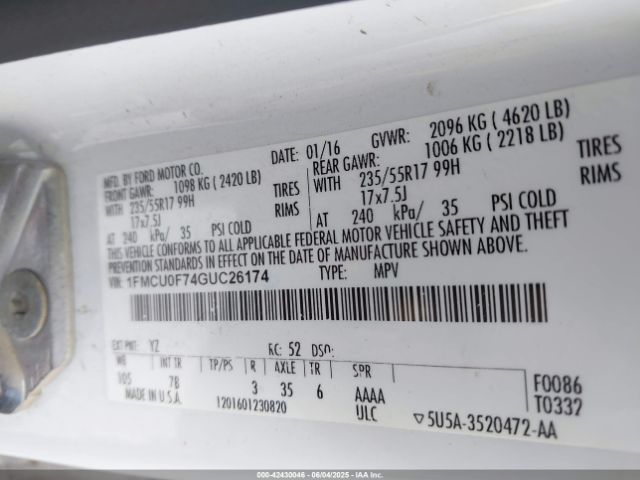 MFD. BY FORD MOTOR CO.
DATE: 01/16 GVWR: 2096 KG ( 4620 LB)
FRONT GAWR: 1098 KG ( 2420 LB) REAR GAWR: 1006 KG ( 2218 LB)
WITH 235/55R17 99H TIRES WITH 235/55R17 99H TIRES
17x7.5J RIMS 17x7.5J RIMS
AT 240 kPa/ 35 PSI COLD AT 240 kPa/ 35 PSI COLD
THIS VEHICLE CONFORMS TO ALL APPLICABLE FEDERAL MOTOR VEHICLE SAFETY AND THEFT
PREVENTION STANDARDS IN EFFECT ON THE DATE OF MANUFACTURE SHOWN ABOVE.
VIN: 1FMCU0F74GUC26174 TYPE: MPV
EXT PNT: YZ RC: 52 DSO:
WB INT TR TP/PS R AXLE TR SPR
105 7B 3 35 6 AAAA F0086
MADE IN U.S.A. 1201601230820 ULC T0332
▽5U5A-3520472-AA
000-42430046 - 06/04/2025 - IAAI.COM